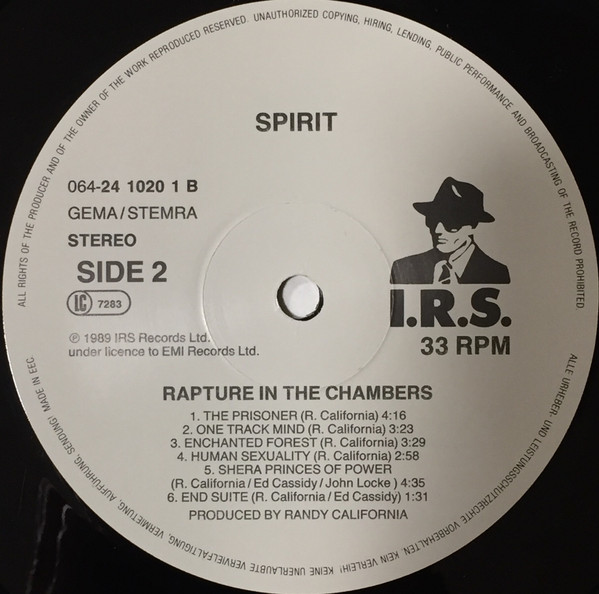 ALL RIGHTS OF THE PRODUCER AND OF THE OWNER OF THE WORK REPRODUCED RESERVED. UNAUTHORIZED COPYING, HIRING, LENDING, PUBLIC PERFORMANCE AND BROADCASTING OF THE RECORD PROHIBITED.
SPIRIT
064-24 1020 1 B
GEMA/STEMRA
STEREO
SIDE 2
LC 7283
I.R.S.
33 RPM
℗ 1989 IRS Records Ltd.
under licence to EMI Records Ltd.
RAPTURE IN THE CHAMBERS
1. THE PRISONER (R. California) 4:16
2. ONE TRACK MIND (R. California) 3:23
3. ENCHANTED FOREST (R. California) 3:29
4. HUMAN SEXUALITY (R. California) 2:58
5. SHERA PRINCES OF POWER
(R. California/Ed Cassidy/John Locke) 4:35
6. END SUITE (R. California/Ed Cassidy) 1:31
PRODUCED BY RANDY CALIFORNIA
ALLE URHEBER- UND LEISTUNGSSCHUTZRECHTE VORBEHALTEN. KEIN VERLEIH! KEINE UNERLAUBTE VERVIELFÄLTIGUNG, VERMIETUNG, AUFFÜHRUNG, SENDUNG! MADE IN EEC.